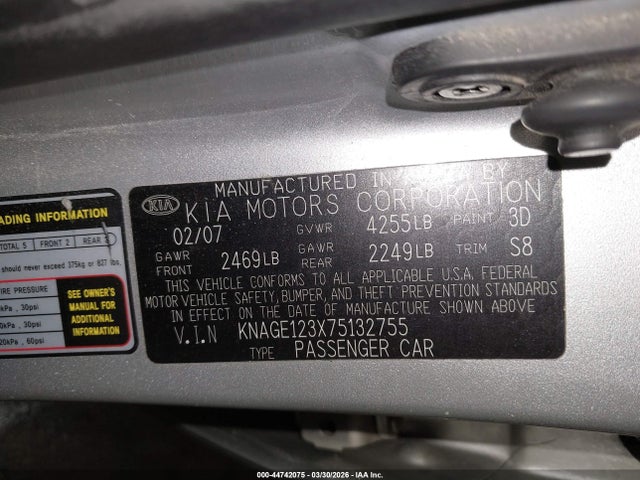 MANUFACTURED IN BY
KIA KIA MOTORS CORPORATION
02/07 GVWR 4255LB PAINT 3D
GAWR FRONT 2469LB GAWR REAR 2249LB TRIM S8
THIS VEHICLE CONFORMS TO ALL APPLICABLE U.S.A. FEDERAL
MOTOR VEHICLE SAFETY, BUMPER, AND THEFT PREVENTION STANDARDS
IN EFFECT ON THE DATE OF MANUFACTURE SHOWN ABOVE
V.I.N KNAGE123X75132755
TYPE PASSENGER CAR
ADING INFORMATION
TOTAL 5 FRONT 2 REAR
should never exceed 375kg or 827 lbs.
RE PRESSURE
kPa , 30psi
kPa , 30psi
20kPa , 60psi
SEE OWNER'S
MANUAL FOR
ADDITIONAL
INFORMATION
000-44742075 - 03/30/2026 - IAA Inc.